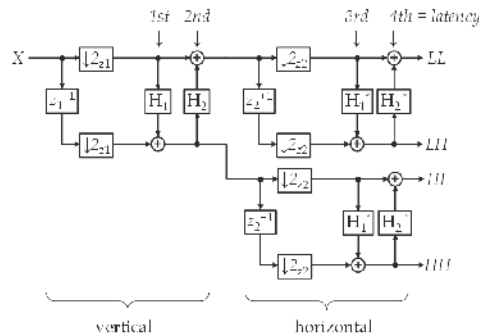 1st 2nd 3rd 4th = latency
X ↓2z1 ↓2z2 LL
z1⁻¹ H1 H2 z2⁻¹ H1* H2*
↓2z1 ↓2z2 LH
↓2z2 HL
z2⁻¹ H1* H2*
↓2z2 HH
vertical horizontal